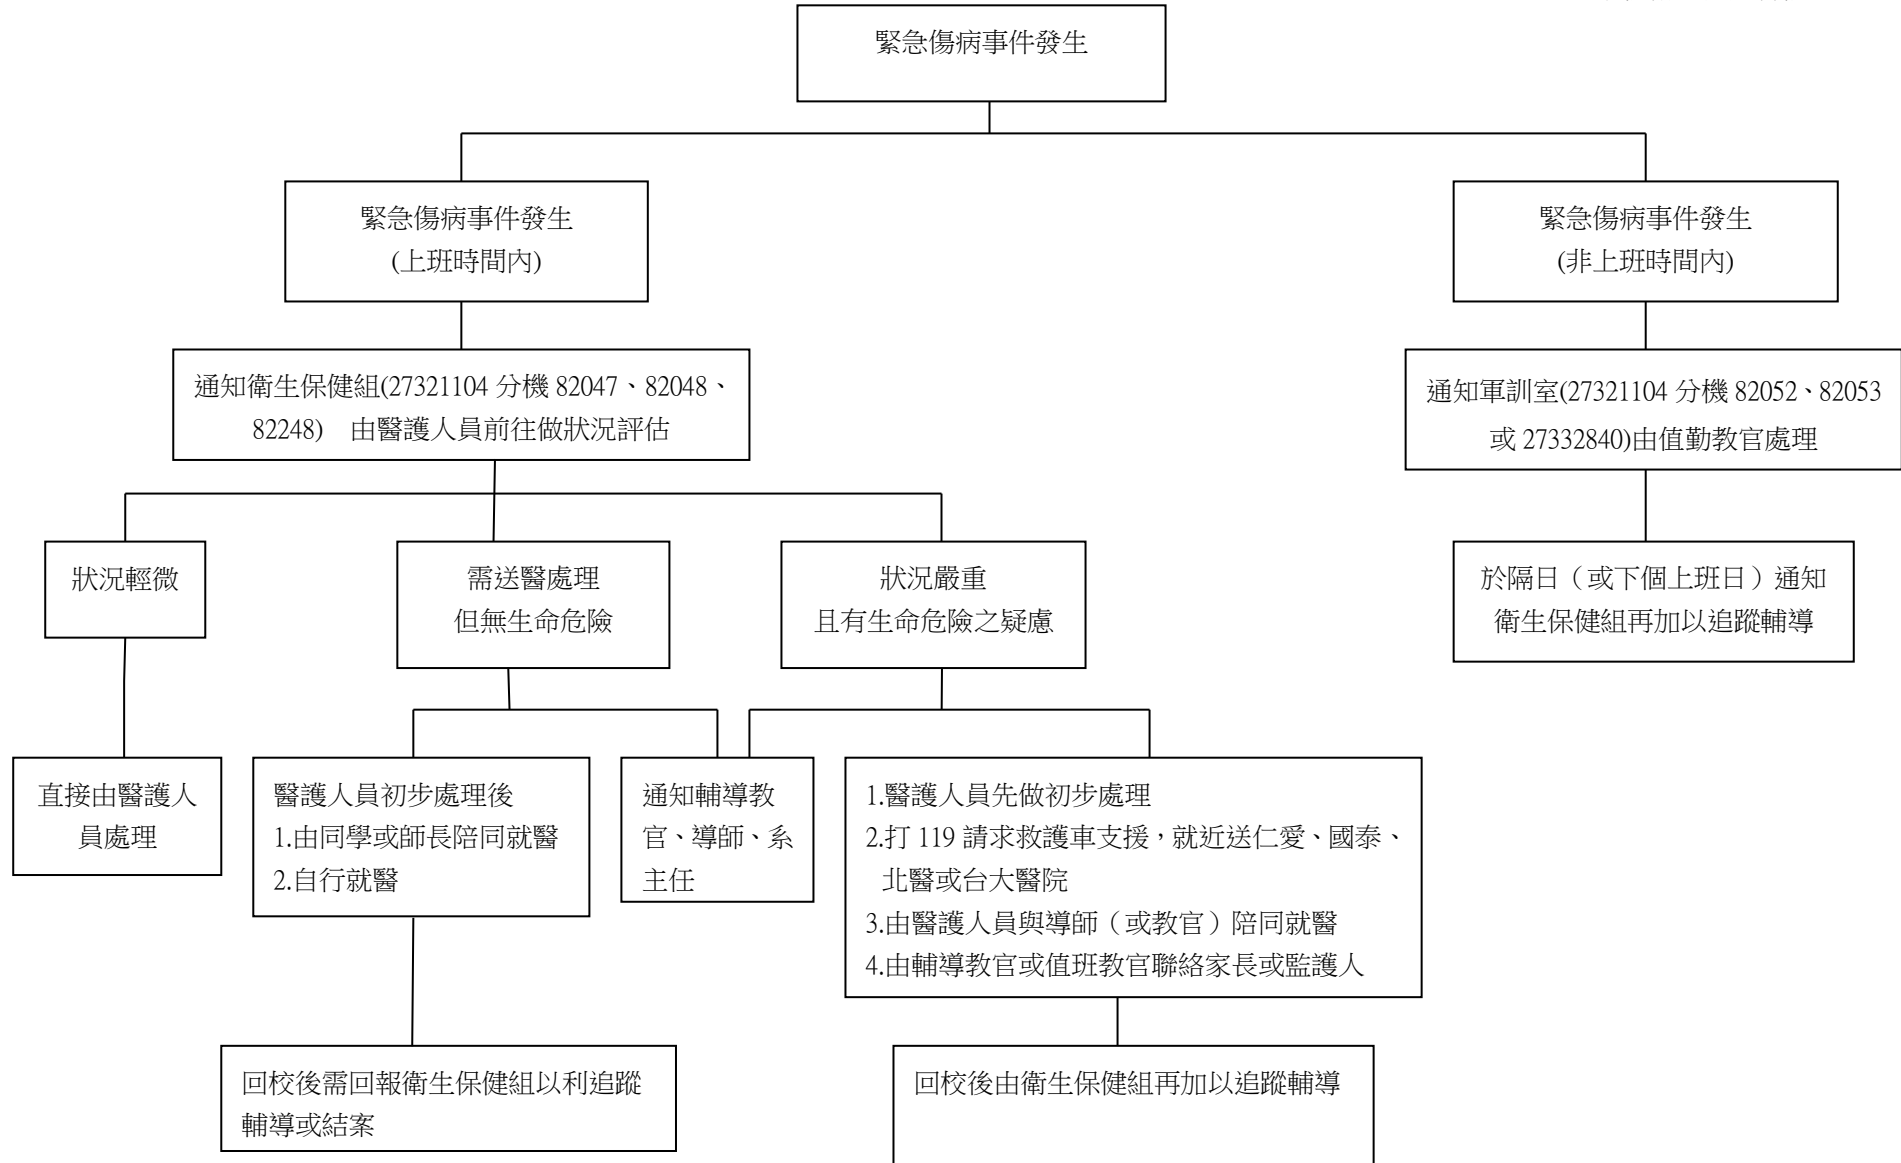 緊急傷病事件發生
緊急傷病事件發生
(上班時間內)
緊急傷病事件發生
(非上班時間內)
通知衛生保健組(27321104 分機 82047、82048、
82248) 由醫護人員前往做狀況評估
通知軍訓室(27321104 分機 82052、82053
或 27332840)由值勤教官處理
狀況輕微
需送醫處理
但無生命危險
狀況嚴重
且有生命危險之疑慮
於隔日（或下個上班日）通知
衛生保健組再加以追蹤輔導
直接由醫護人
員處理
醫護人員初步處理後
1.由同學或師長陪同就醫
2.自行就醫
通知輔導教
官、導師、系
主任
1.醫護人員先做初步處理
2.打 119 請求救護車支援，就近送仁愛、國泰、
北醫或台大醫院
3.由醫護人員與導師（或教官）陪同就醫
4.由輔導教官或值班教官聯絡家長或監護人
回校後需回報衛生保健組以利追蹤
輔導或結案
回校後由衛生保健組再加以追蹤輔導